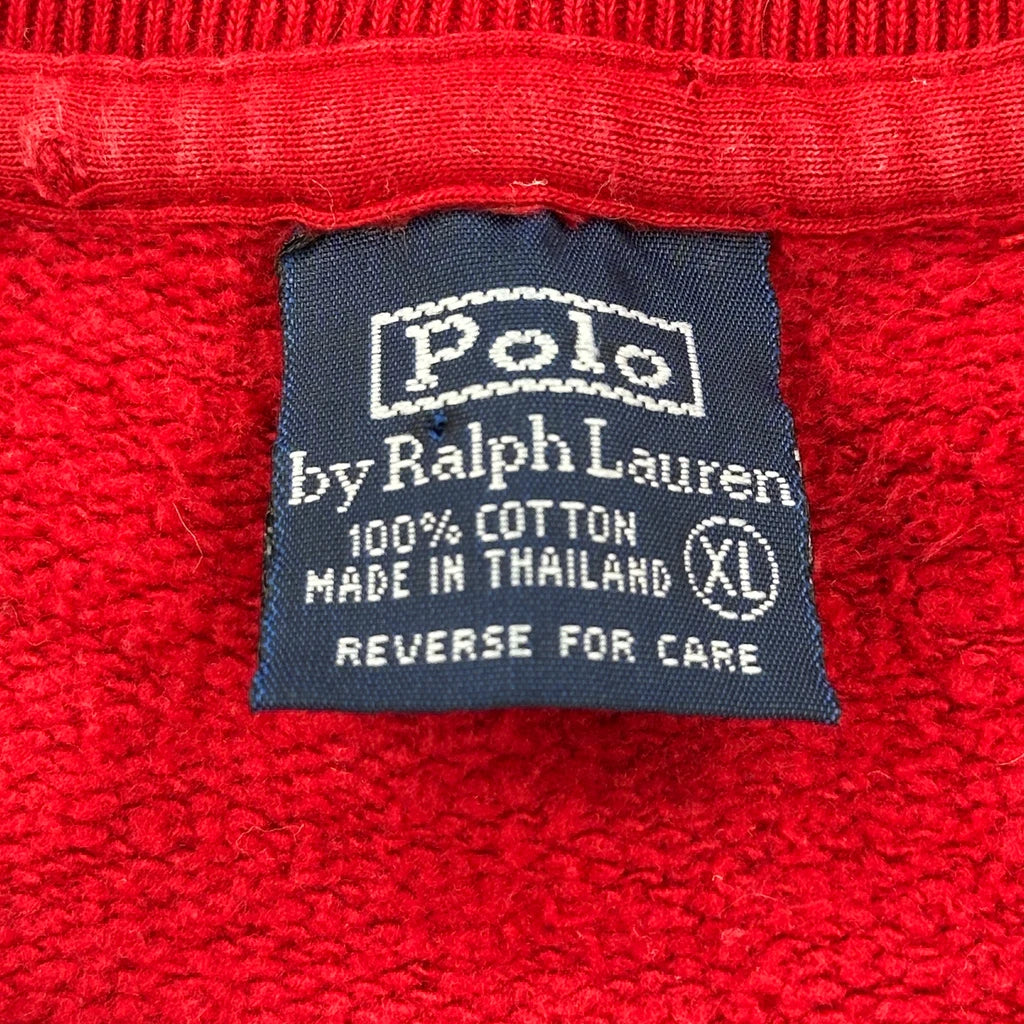 Polo
by Ralph Lauren
100% COTTON
MADE IN THAILAND
XL
REVERSE FOR CARE